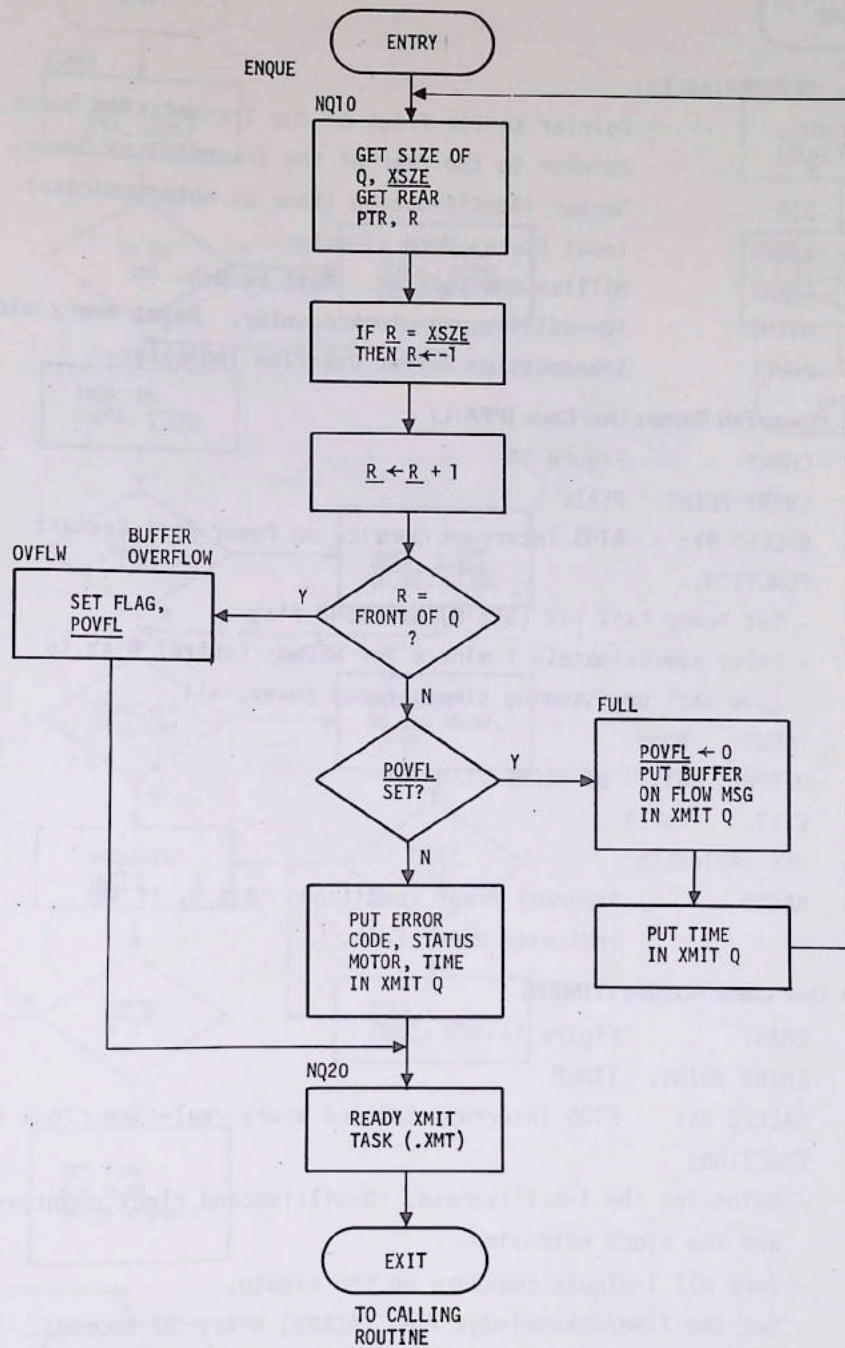 ENTRY
ENQUE
NQ10
GET SIZE OF
Q, XSZE
GET REAR
PTR, R
IF R = XSZE
THEN R←-1
R ← R + 1
OVFLW
BUFFER
OVERFLOW
SET FLAG,
POVFL
Y
R =
FRONT OF Q
?
N
POVFL
SET?
Y
FULL
POVFL ← 0
PUT BUFFER
ON FLOW MSG
IN XMIT Q
N
PUT ERROR
CODE, STATUS
MOTOR, TIME
IN XMIT Q
PUT TIME
IN XMIT Q
NQ20
READY XMIT
TASK (.XMT)
EXIT
TO CALLING
ROUTINE